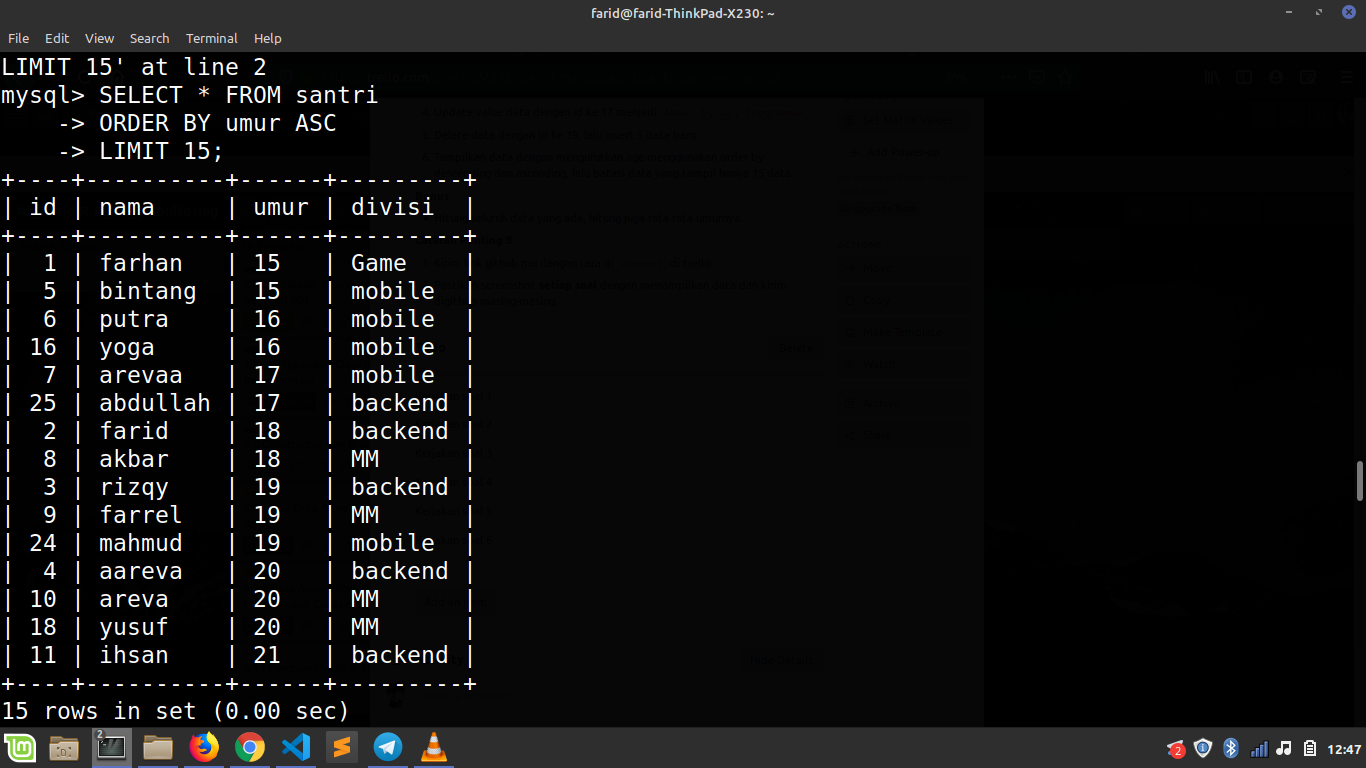 farid@farid-ThinkPad-X230: ~
File Edit View Search Terminal Help
LIMIT 15' at line 2
mysql> SELECT * FROM santri
    -> ORDER BY umur ASC
    -> LIMIT 15;
+----+----------+------+---------+
| id | nama     | umur | divisi  |
+----+----------+------+---------+
|  1 | farhan   | 15   | Game    |
|  5 | bintang  | 15   | mobile  |
|  6 | putra    | 16   | mobile  |
| 16 | yoga     | 16   | mobile  |
|  7 | arevaa   | 17   | mobile  |
| 25 | abdullah | 17   | backend |
|  2 | farid    | 18   | backend |
|  8 | akbar    | 18   | MM      |
|  3 | rizqy    | 19   | backend |
|  9 | farrel   | 19   | MM      |
| 24 | mahmud   | 19   | mobile  |
|  4 | aareva   | 20   | backend |
| 10 | areva    | 20   | MM      |
| 18 | yusuf    | 20   | MM      |
| 11 | ihsan    | 21   | backend |
+----+----------+------+---------+
15 rows in set (0.00 sec)
2
2
12:47